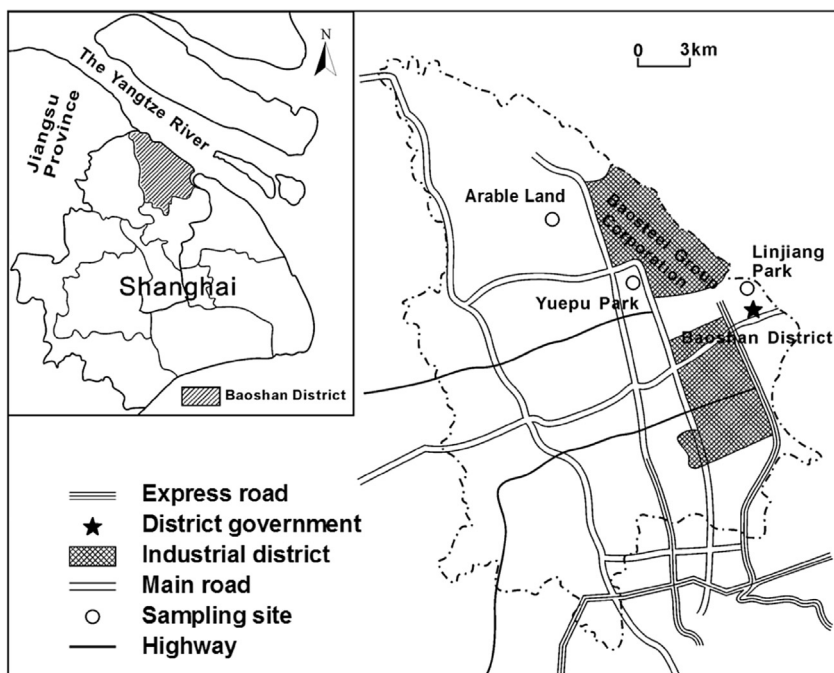 N
The Yangtze River
Jiangsu
Province
Shanghai
Baoshan District
0 3km
Arable Land
Baosteel Group
Corporation
Linjiang
Park
Yuepu Park
Baoshan District
Express road
District government
Industrial district
Main road
Sampling site
Highway